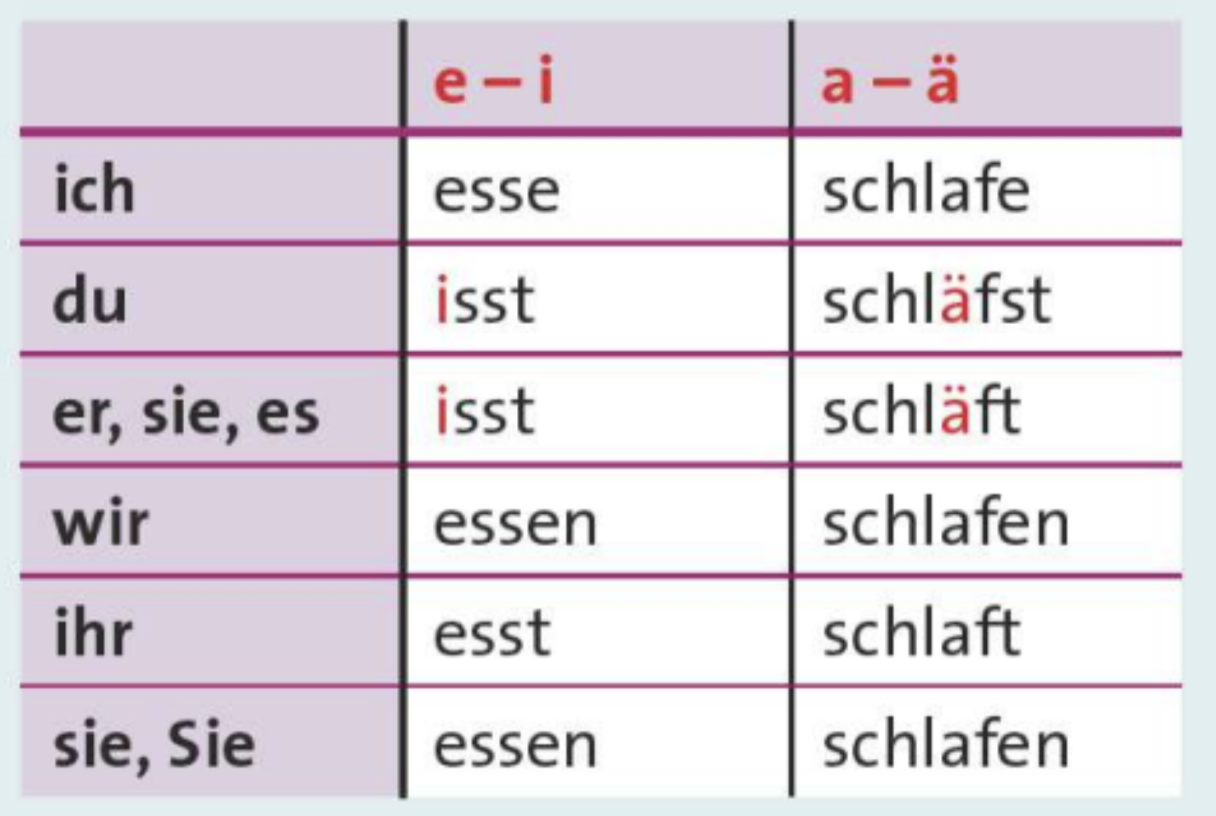 e – i a – ä
ich esse schlafe
du isst schläfst
er, sie, es isst schläft
wir essen schlafen
ihr esst schlaft
sie, Sie essen schlafen